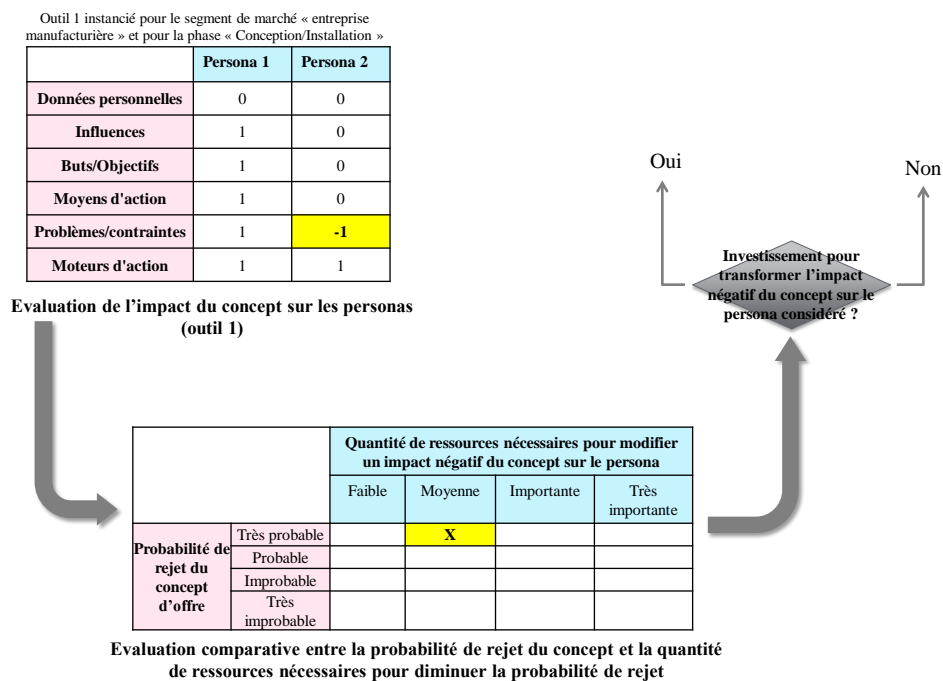 Outil 1 instancié pour le segment de marché « entreprise
manufacturière » et pour la phase « Conception/Installation »
Persona 1 Persona 2
Données personnelles 0 0
Influences 1 0
Buts/Objectifs 1 0
Moyens d'action 1 0
Problèmes/contraintes 1 -1
Moteurs d'action 1 1
Evaluation de l'impact du concept sur les personas
(outil 1)
Oui
Non
Investissement pour
transformer l'impact
négatif du concept sur le
persona considéré ?
Quantité de ressources nécessaires pour modifier
un impact négatif du concept sur le persona
Faible Moyenne Importante Très
importante
Probabilité de
rejet du
concept
d'offre
Très probable X
Probable
Improbable
Très
improbable
Evaluation comparative entre la probabilité de rejet du concept et la quantité
de ressources nécessaires pour diminuer la probabilité de rejet